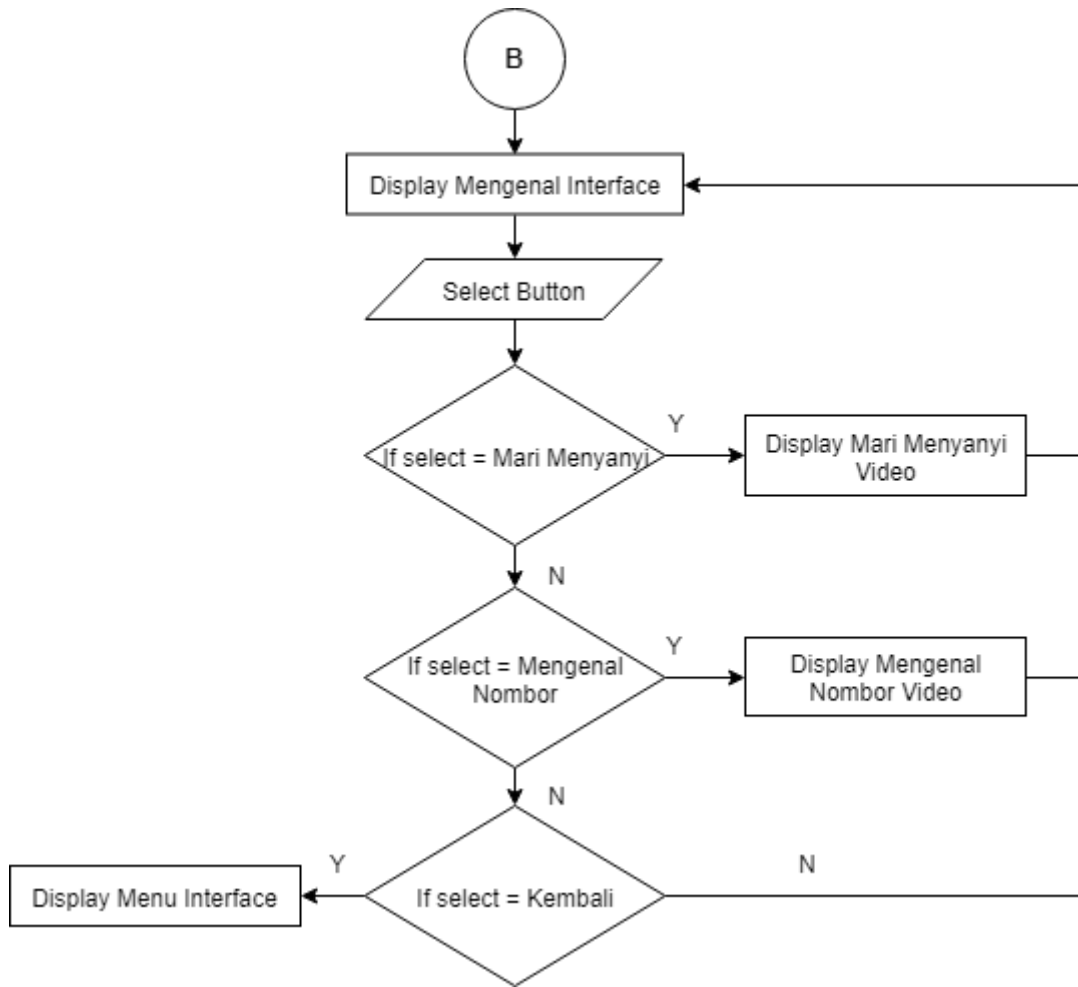 B
Display Mengenal Interface
Select Button
If select = Mari Menyanyi
Y
Display Mari Menyanyi
Video
N
If select = Mengenal
Nombor
Y
Display Mengenal
Nombor Video
N
If select = Kembali
Y
Display Menu Interface
N